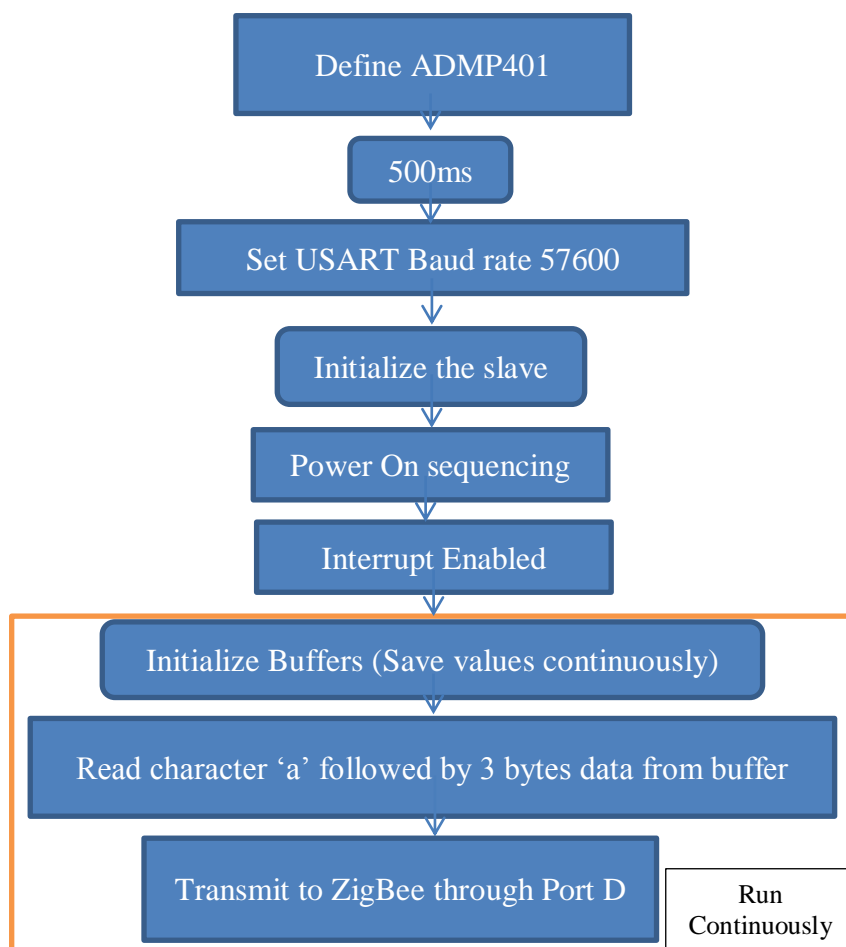 Define ADMP401
500ms
Set USART Baud rate 57600
Initialize the slave
Power On sequencing
Interrupt Enabled
Initialize Buffers (Save values continuously)
Read character ‘a’ followed by 3 bytes data from buffer
Transmit to ZigBee through Port D
Run
Continuously